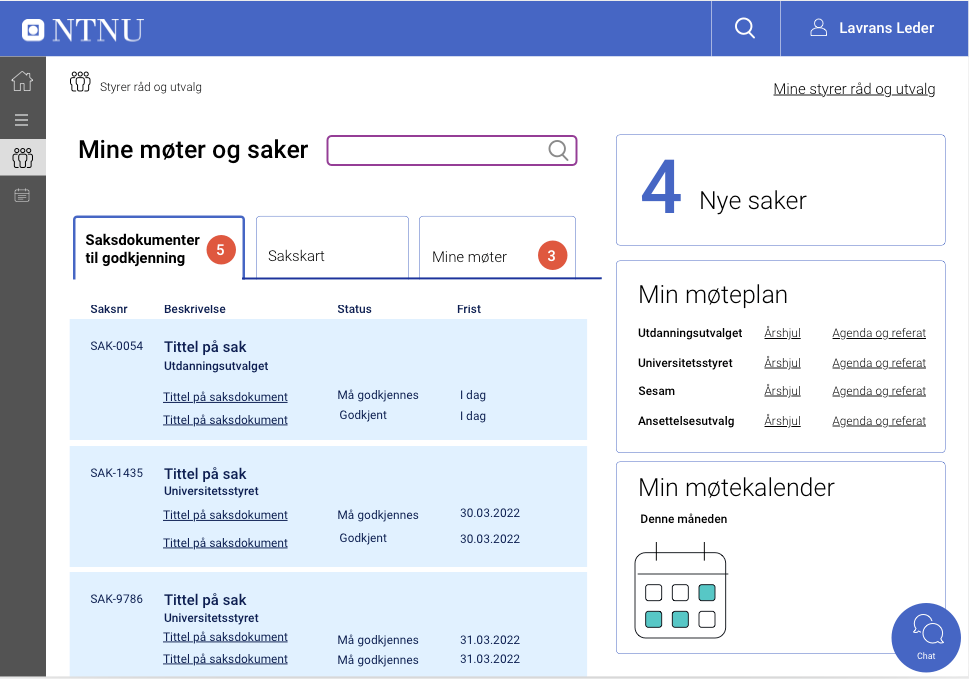 NTNU
Lavrans Leder
Styrer råd og utvalg
Mine styrer råd og utvalg
Mine møter og saker
4 Nye saker
Saksdokumenter
til godkjenning
5
Sakskart
Mine møter
3
Saksnr Beskrivelse Status Frist
SAK-0054 Tittel på sak
Utdanningsutvalget
Tittel på saksdokument Må godkjennes I dag
Tittel på saksdokument Godkjent I dag
SAK-1435 Tittel på sak
Universitetsstyret
Tittel på saksdokument Må godkjennes 30.03.2022
Tittel på saksdokument Godkjent 30.03.2022
SAK-9786 Tittel på sak
Universitetsstyret
Tittel på saksdokument Må godkjennes 31.03.2022
Tittel på saksdokument Må godkjennes 31.03.2022
Min møteplan
Utdanningsutvalget Årshjul Agenda og referat
Universitetsstyret Årshjul Agenda og referat
Sesam Årshjul Agenda og referat
Ansettelsesutvalg Årshjul Agenda og referat
Min møtekalender
Denne måneden
Chat